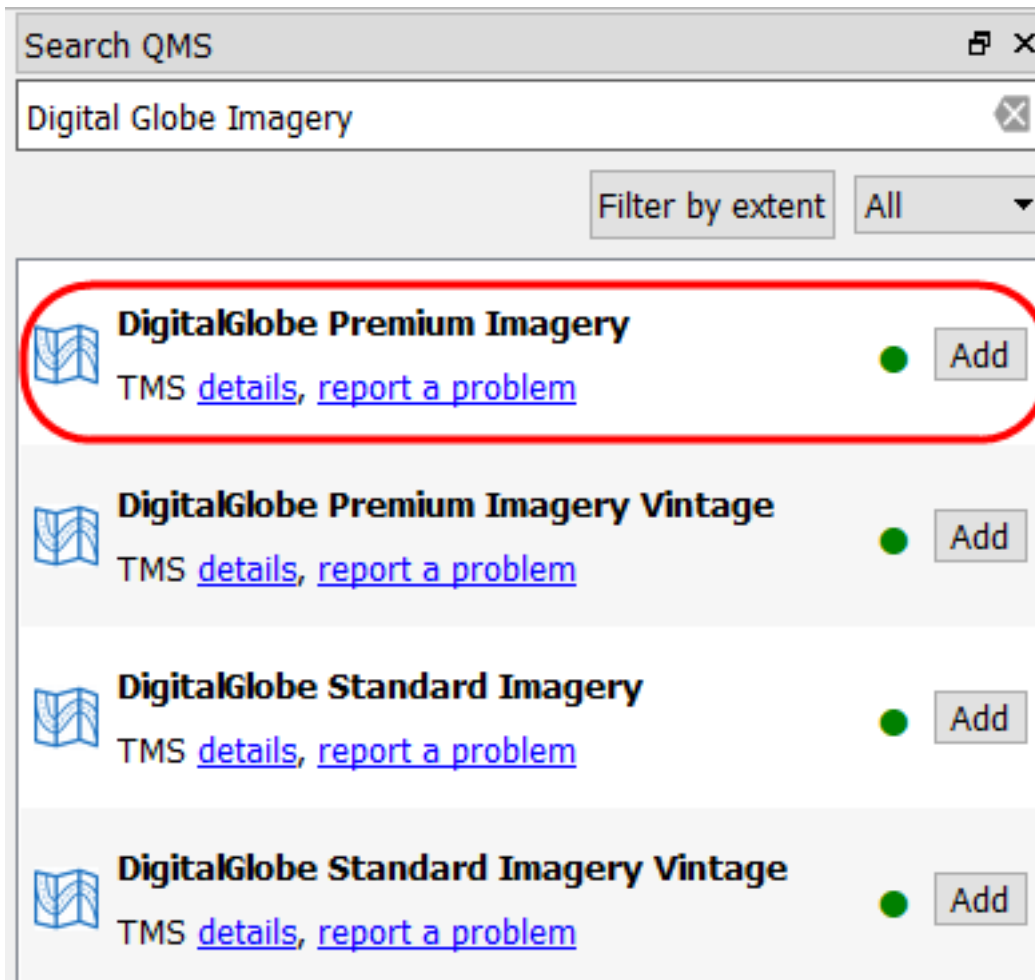 Search QMS
Digital Globe Imagery
Filter by extent All
DigitalGlobe Premium Imagery
TMS details, report a problem
Add
DigitalGlobe Premium Imagery Vintage
TMS details, report a problem
Add
DigitalGlobe Standard Imagery
TMS details, report a problem
Add
DigitalGlobe Standard Imagery Vintage
TMS details, report a problem
Add